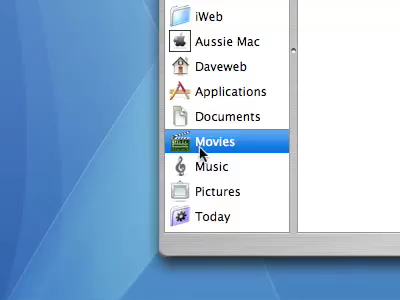 iWeb
Aussie Mac
Daveweb
Applications
Documents
Movies
Music
Pictures
Today